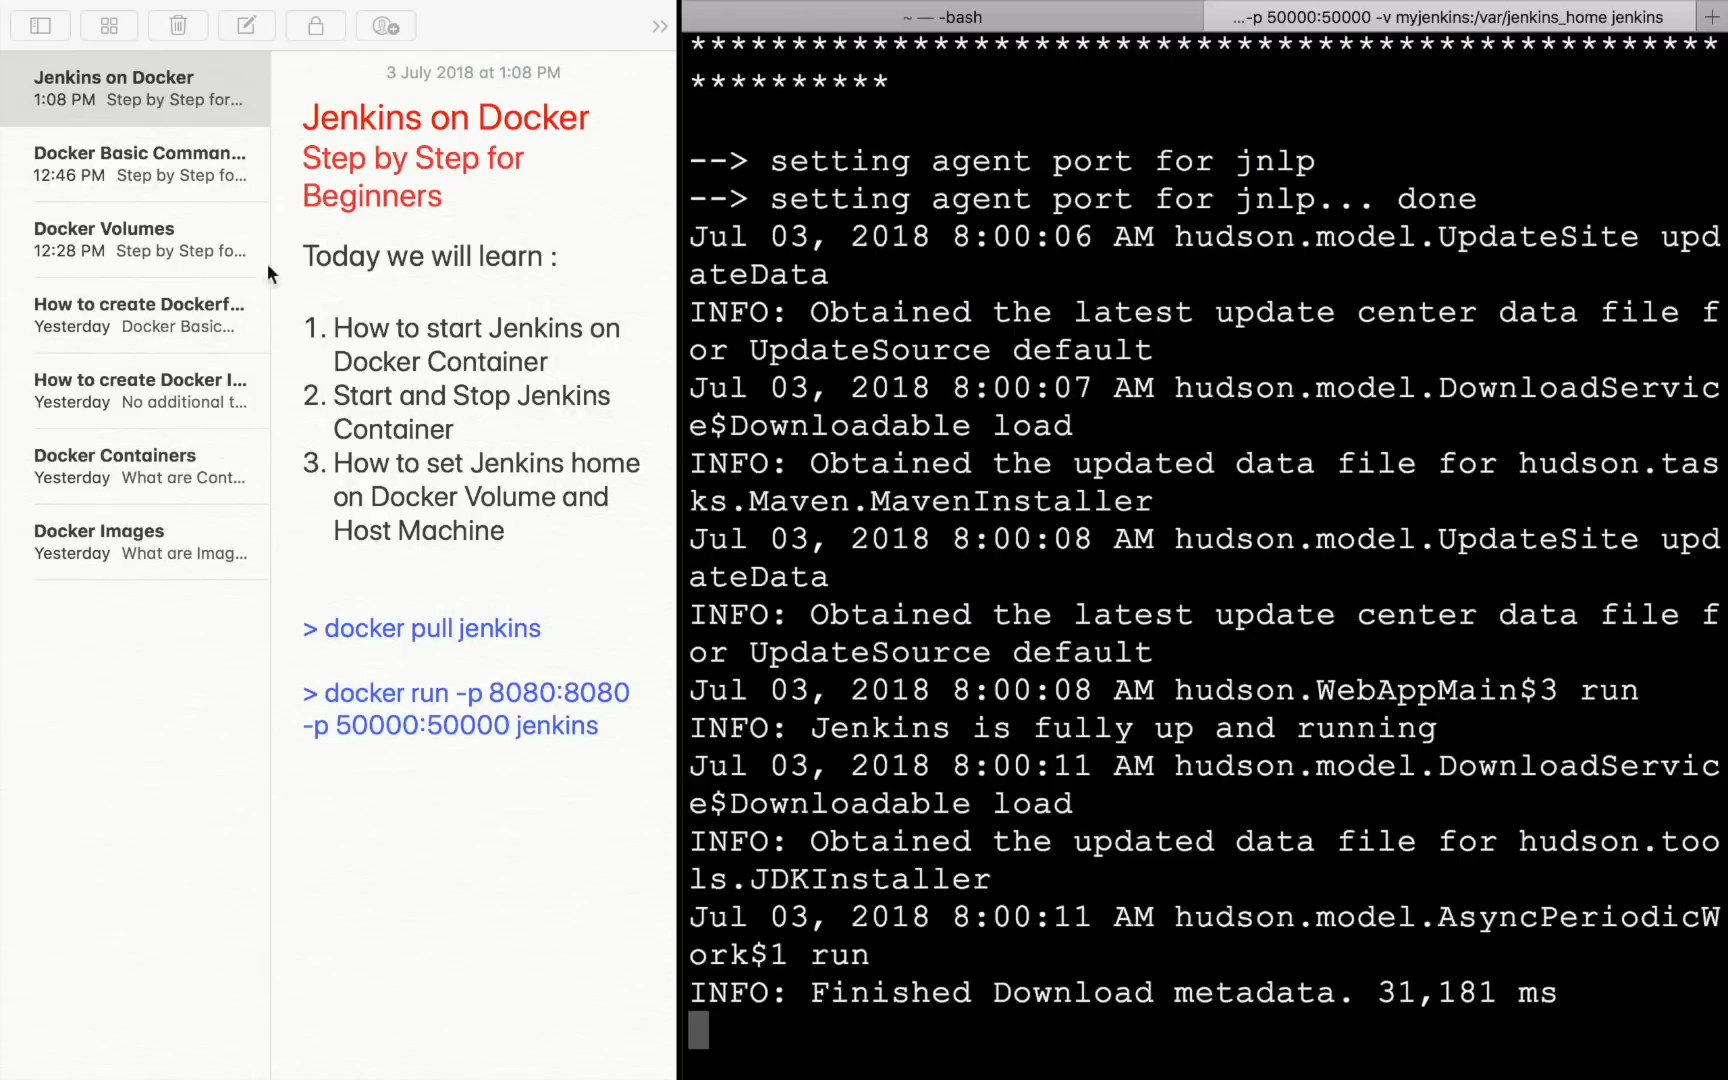 Jenkins on Docker
1:08 PM Step by Step for...
Docker Basic Comman...
12:46 PM Step by Step fo...
Docker Volumes
12:28 PM Step by Step fo...
How to create Dockerf...
Yesterday Docker Basic...
How to create Docker I...
Yesterday No additional t...
Docker Containers
Yesterday What are Cont...
Docker Images
Yesterday What are Imag...
3 July 2018 at 1:08 PM
Jenkins on Docker
Step by Step for
Beginners
Today we will learn :
1. How to start Jenkins on
Docker Container
2. Start and Stop Jenkins
Container
3. How to set Jenkins home
on Docker Volume and
Host Machine
> docker pull jenkins
> docker run -p 8080:8080
-p 50000:50000 jenkins
~ — -bash
...-p 50000:50000 -v myjenkins:/var/jenkins_home jenkins
***************************************************
**********
--> setting agent port for jnlp
--> setting agent port for jnlp... done
Jul 03, 2018 8:00:06 AM hudson.model.UpdateSite upd
ateData
INFO: Obtained the latest update center data file f
or UpdateSource default
Jul 03, 2018 8:00:07 AM hudson.model.DownloadServic
e$Downloadable load
INFO: Obtained the updated data file for hudson.tas
ks.Maven.MavenInstaller
Jul 03, 2018 8:00:08 AM hudson.model.UpdateSite upd
ateData
INFO: Obtained the latest update center data file f
or UpdateSource default
Jul 03, 2018 8:00:08 AM hudson.WebAppMain$3 run
INFO: Jenkins is fully up and running
Jul 03, 2018 8:00:11 AM hudson.model.DownloadServic
e$Downloadable load
INFO: Obtained the updated data file for hudson.too
ls.JDKInstaller
Jul 03, 2018 8:00:11 AM hudson.model.AsyncPeriodicW
ork$1 run
INFO: Finished Download metadata. 31,181 ms